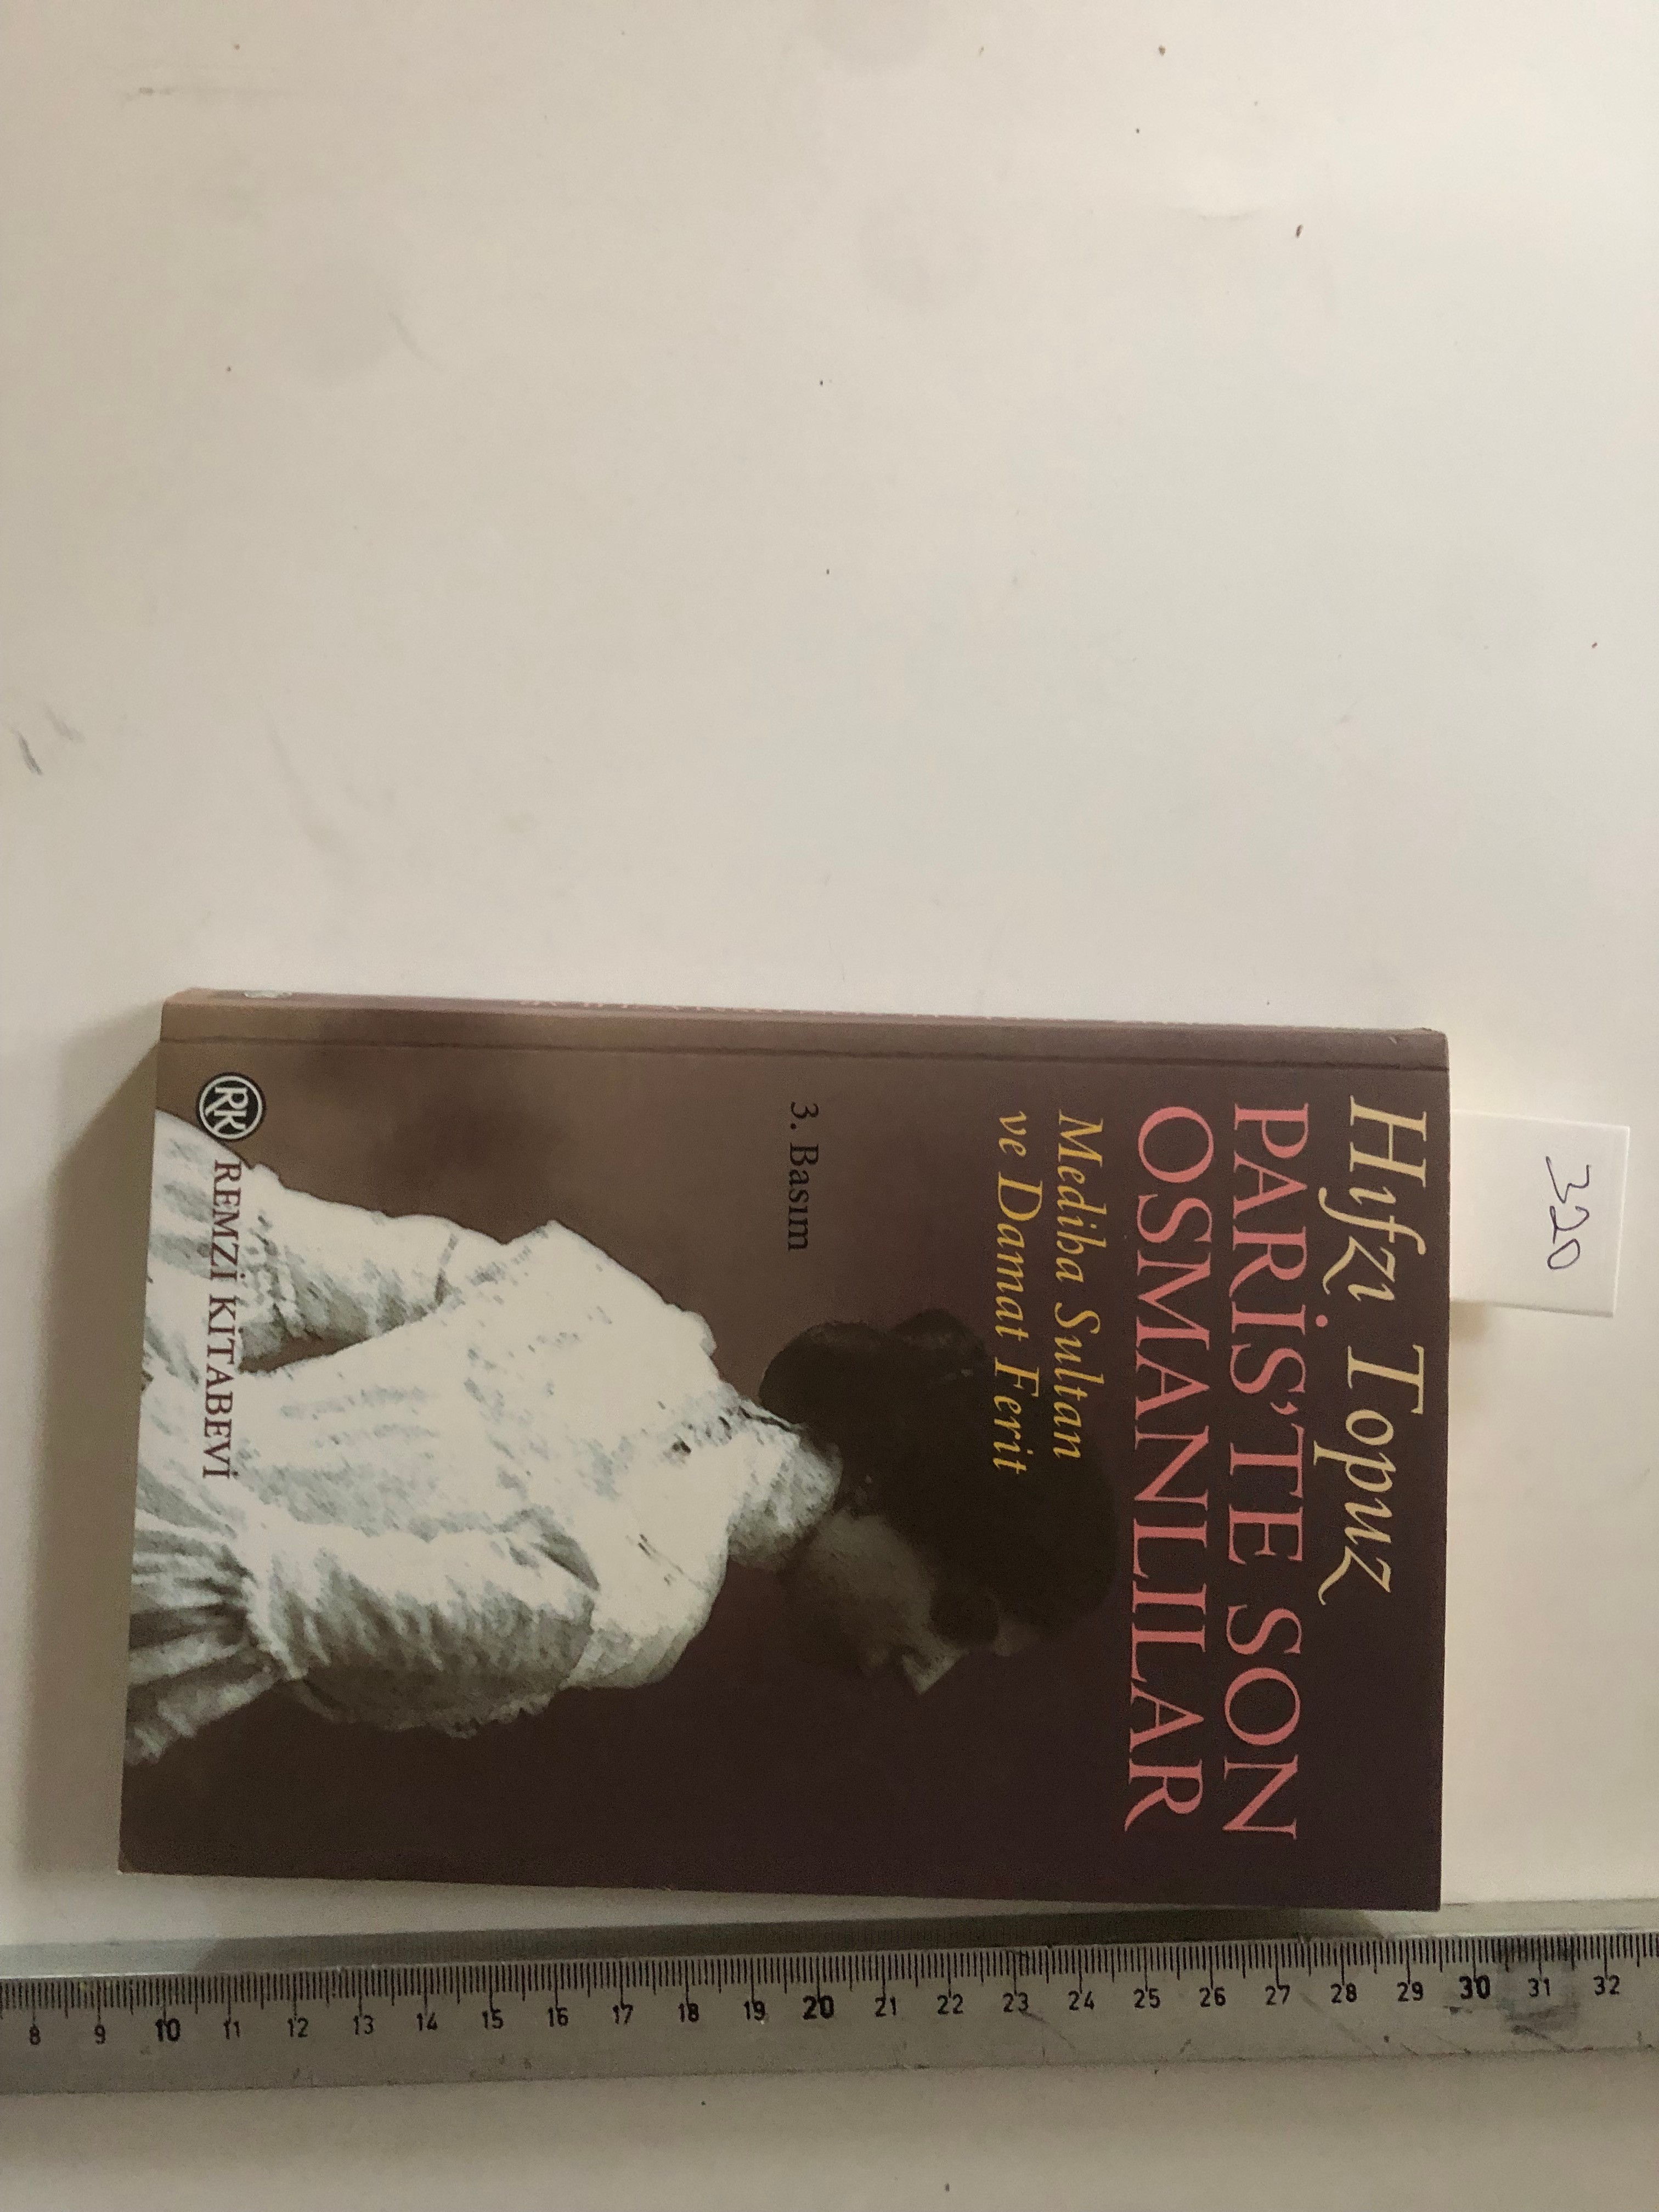 320
Hıfzı Topuz
PARİS'TE SON
OSMANLILAR
Mediha Sultan
ve Damat Ferit
3. Basım
RK
REMZİ KİTABEVİ
8 9 10 11 12 13 14 15 16 17 18 19 20 21 22 23 24 25 26 27 28 29 30 31 32